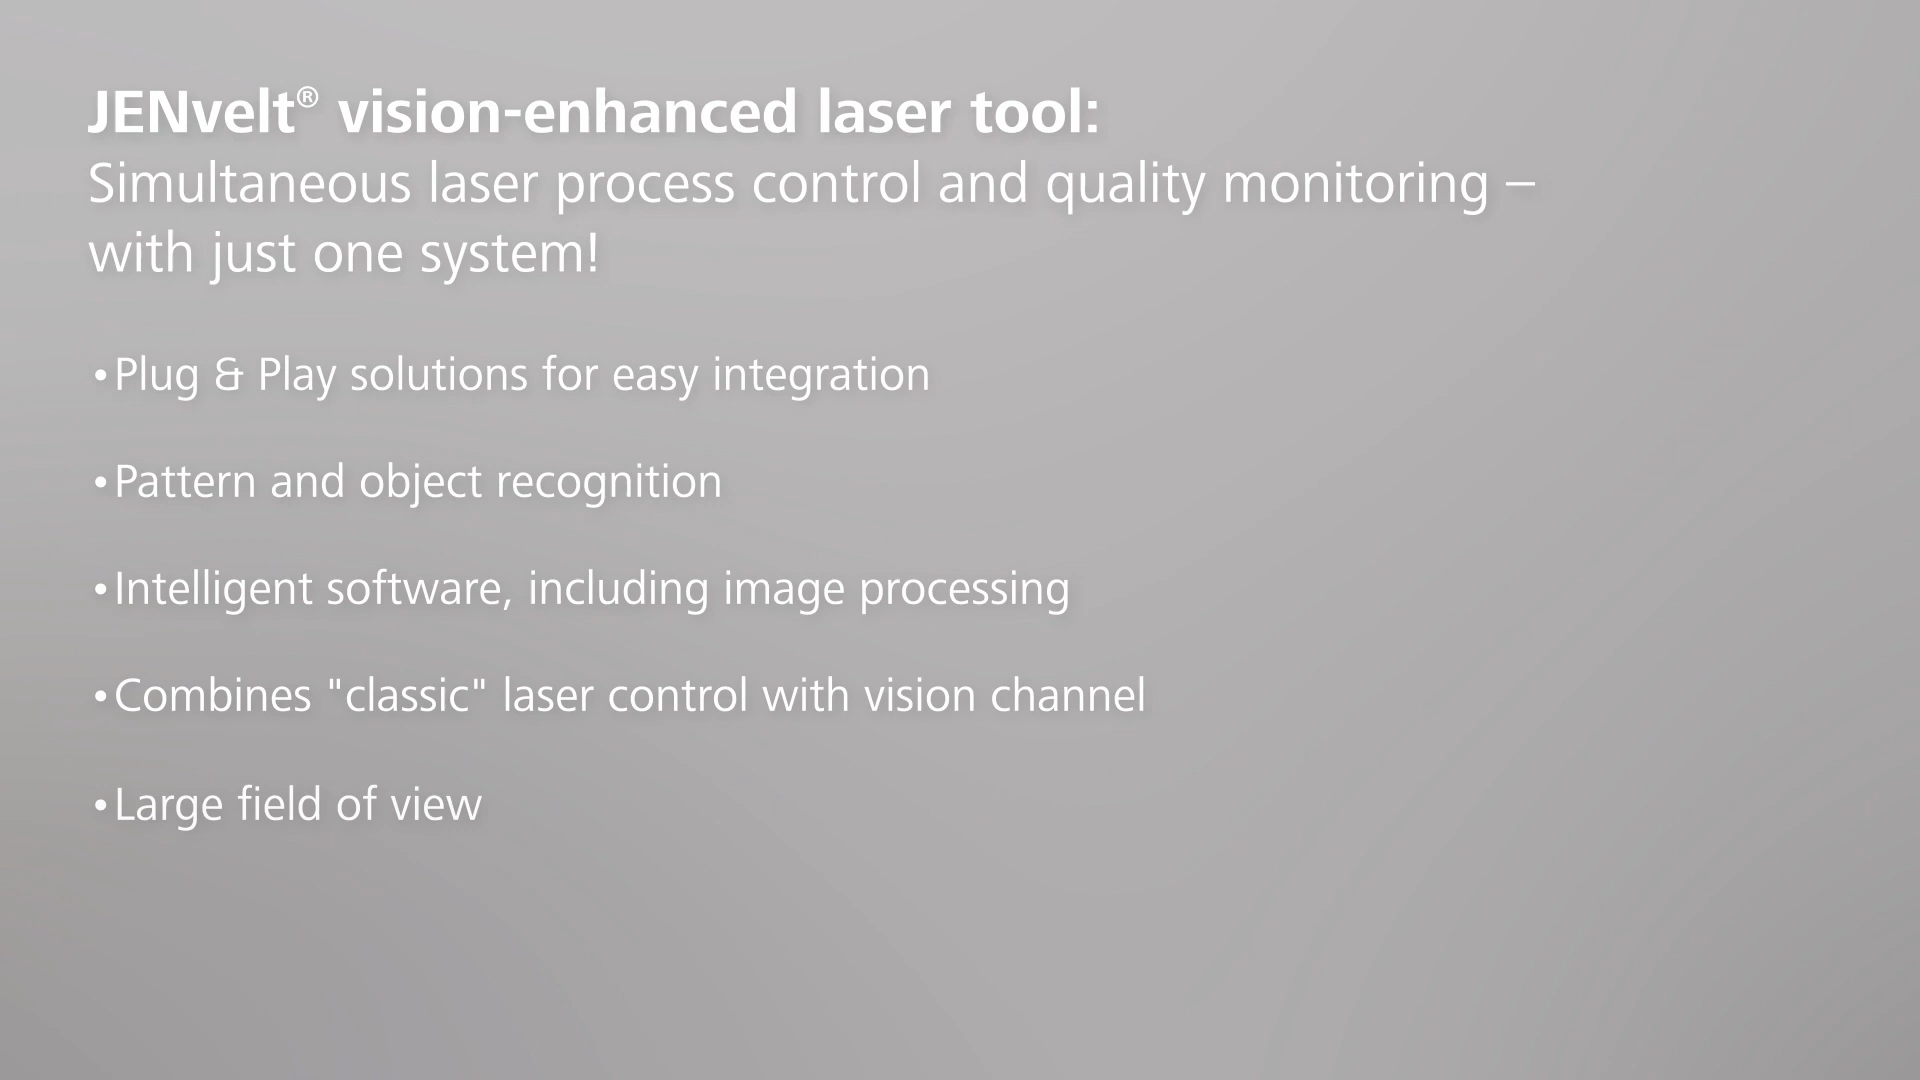 JENvelt® vision-enhanced laser tool:
Simultaneous laser process control and quality monitoring –
with just one system!
•Plug & Play solutions for easy integration
•Pattern and object recognition
•Intelligent software, including image processing
•Combines "classic" laser control with vision channel
•Large field of view